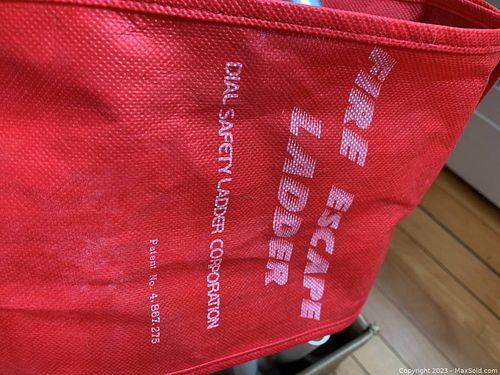 FIRE ESCAPE
LADDER
DIAL SAFETY LADDER CORPORATION
Patent No. 4,867,275
Copyright 2023 - MaxSold.com